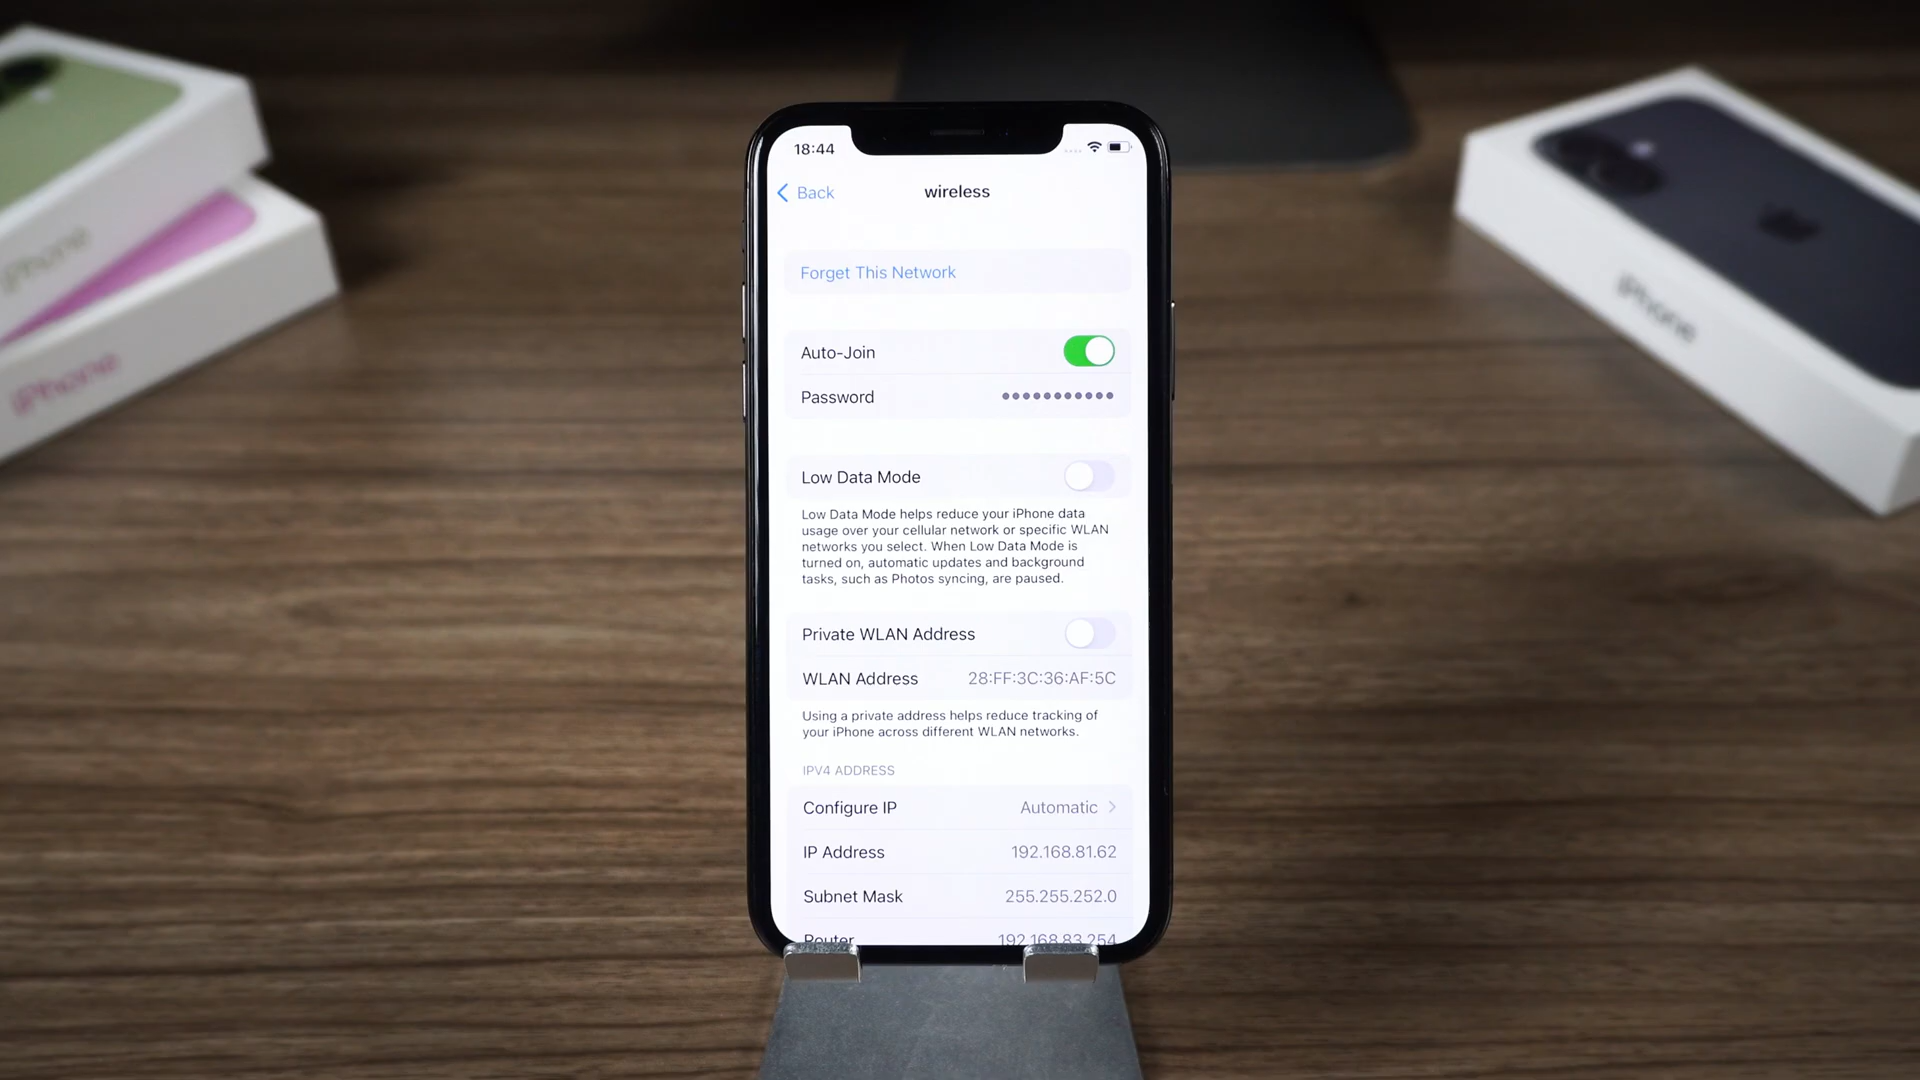 18:44
Back
wireless
Forget This Network
Auto-Join
Password ●●●●●●●●●●●
Low Data Mode
Low Data Mode helps reduce your iPhone data
usage over your cellular network or specific WLAN
networks you select. When Low Data Mode is
turned on, automatic updates and background
tasks, such as Photos syncing, are paused.
Private WLAN Address
WLAN Address 28:FF:3C:36:AF:5C
Using a private address helps reduce tracking of
your iPhone across different WLAN networks.
IPV4 ADDRESS
Configure IP Automatic
IP Address 192.168.81.62
Subnet Mask 255.255.252.0
Router 192.168.83.254
iPhone
iPhone
iPhone